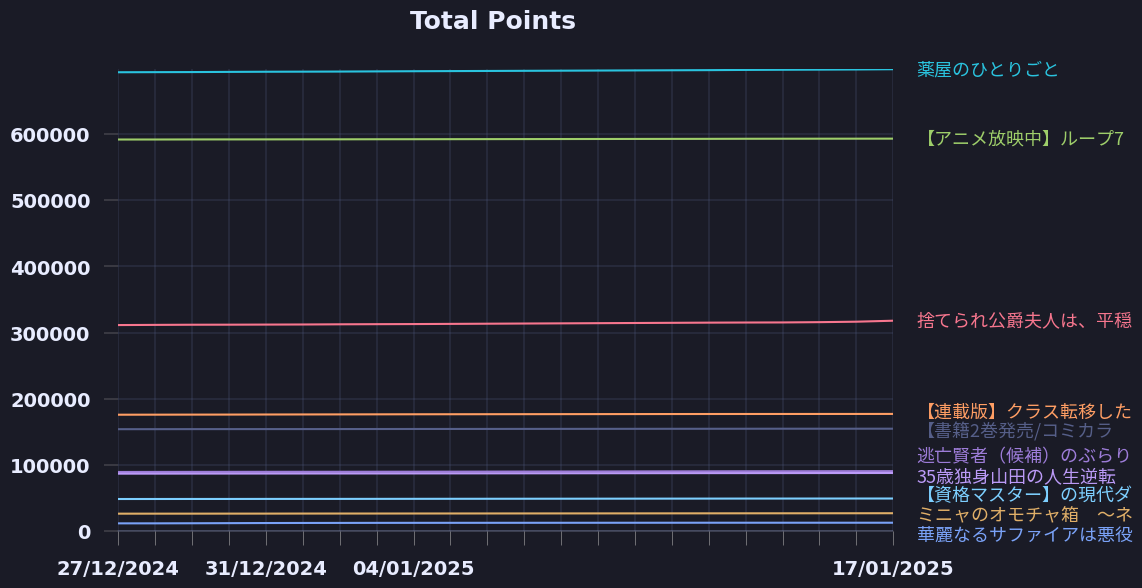 Total Points
薬屋のひとりごと
600000
【アニメ放映中】ループ7
500000
400000
300000
捨てられ公爵夫人は、平穏
200000
【連載版】クラス転移した
【書籍2巻発売/コミカラ
100000
逃亡賢者（候補）のぶらり
35歳独身山田の人生逆転
【資格マスター】の現代ダ
ミニャのオモチャ箱　～ネ
0
華麗なるサファイアは悪役
27/12/2024 31/12/2024 04/01/2025 17/01/2025